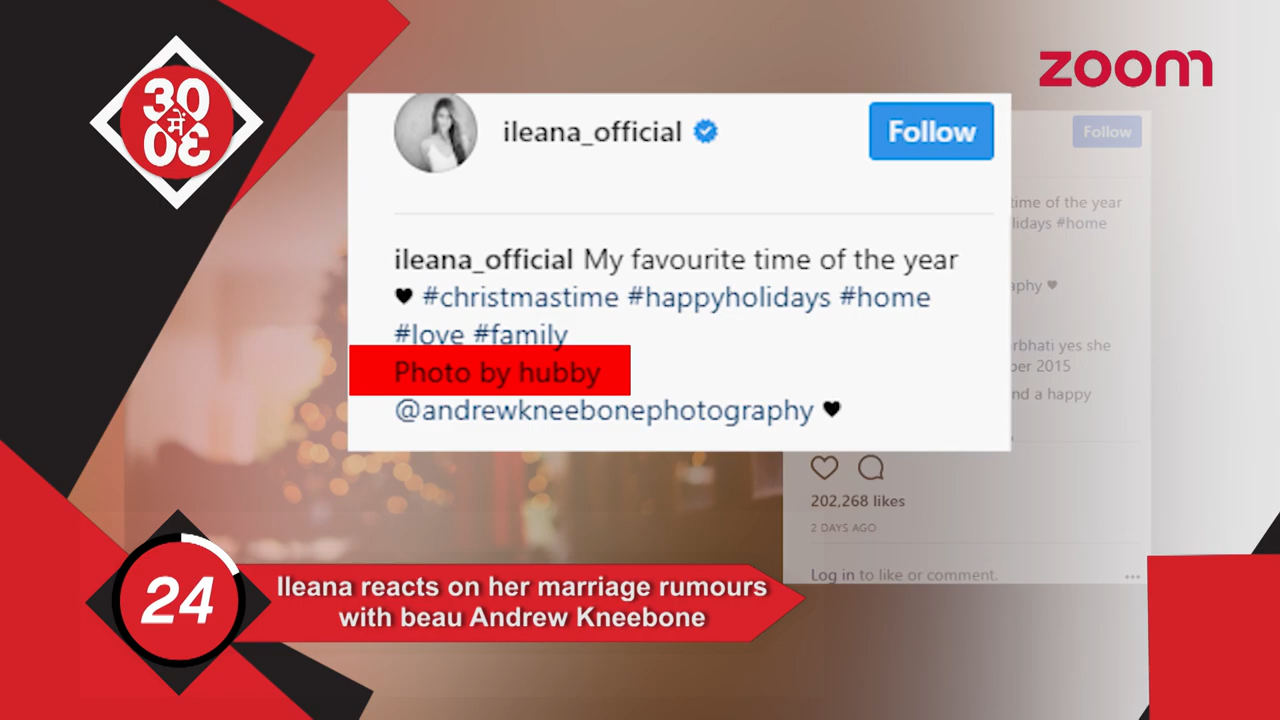 30
में
30
zoom
ileana_official
Follow
ileana_official My favourite time of the year
♥ #christmastime #happyholidays #home
#love #family
Photo by hubby
@andrewkneebonephotography ♥
Follow
time of the year
lidays #home
aphy ♥
rbhati yes she
ber 2015
nd a happy
202,268 likes
2 DAYS AGO
Log in to like or comment.
24
Ileana reacts on her marriage rumours
with beau Andrew Kneebone